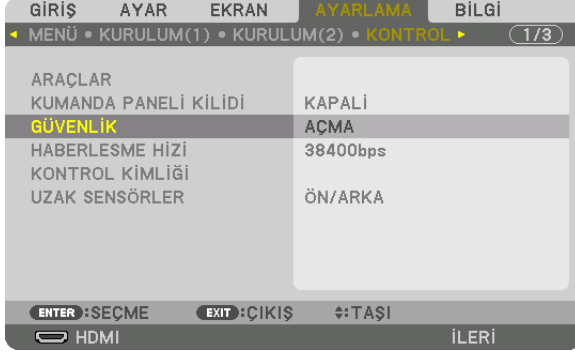 GİRİŞ AYAR EKRAN AYARLAMA BİLGİ
MENÜ • KURULUM(1) • KURULUM(2) • KONTROL 1/3
ARAÇLAR
KUMANDA PANELİ KİLİDİ KAPALİ
GÜVENLİK AÇMA
HABERLESME HİZİ 38400bps
KONTROL KİMLİĞİ
UZAK SENSÖRLER ÖN/ARKA
ENTER :SEÇME EXIT :ÇIKIŞ :TAŞI
HDMI İLERİ